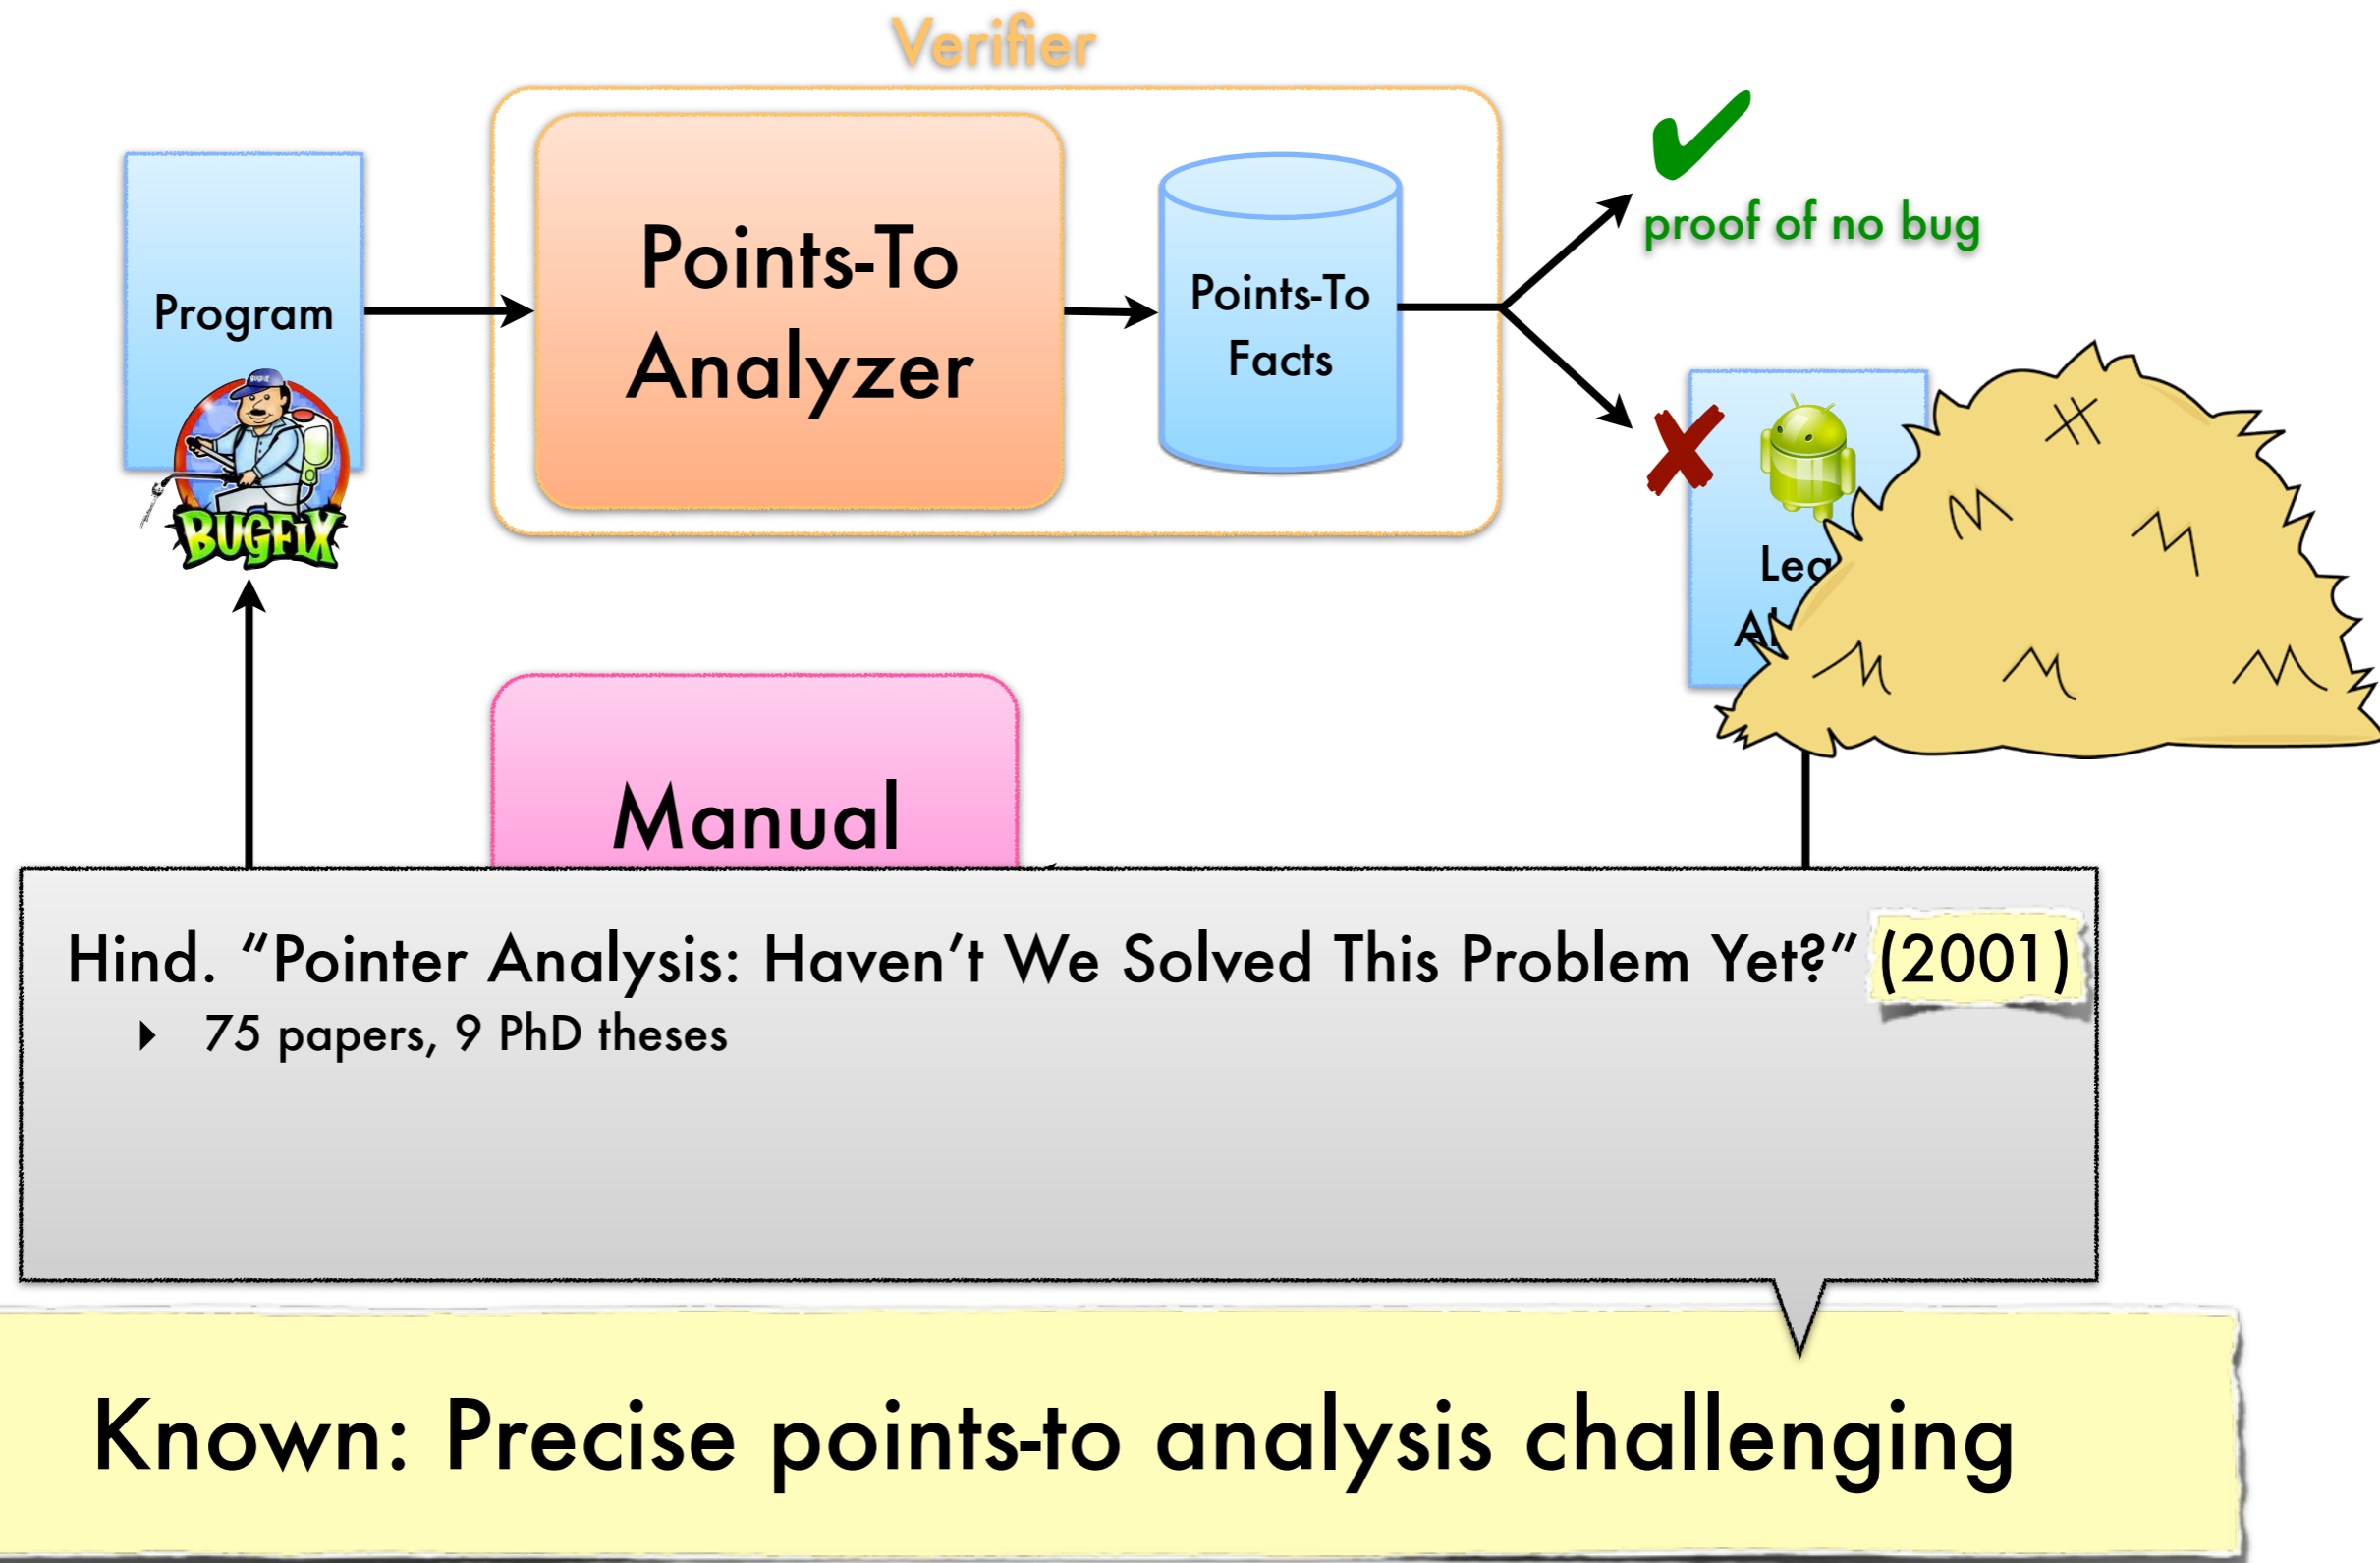 Verifier
Program
BUGFIX
Points-To
Analyzer
Points-To
Facts
✔
proof of no bug
✘
Manual
Hind. “Pointer Analysis: Haven’t We Solved This Problem Yet?” (2001)
‣ 75 papers, 9 PhD theses
Known: Precise points-to analysis challenging